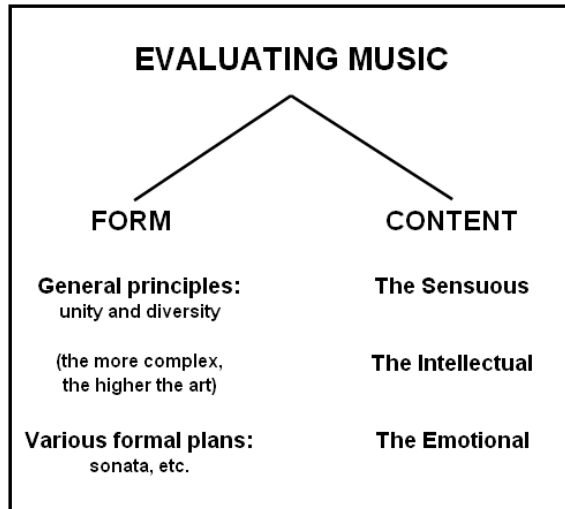 EVALUATING MUSIC
FORM
General principles:
unity and diversity
(the more complex,
the higher the art)
Various formal plans:
sonata, etc.
CONTENT
The Sensuous
The Intellectual
The Emotional